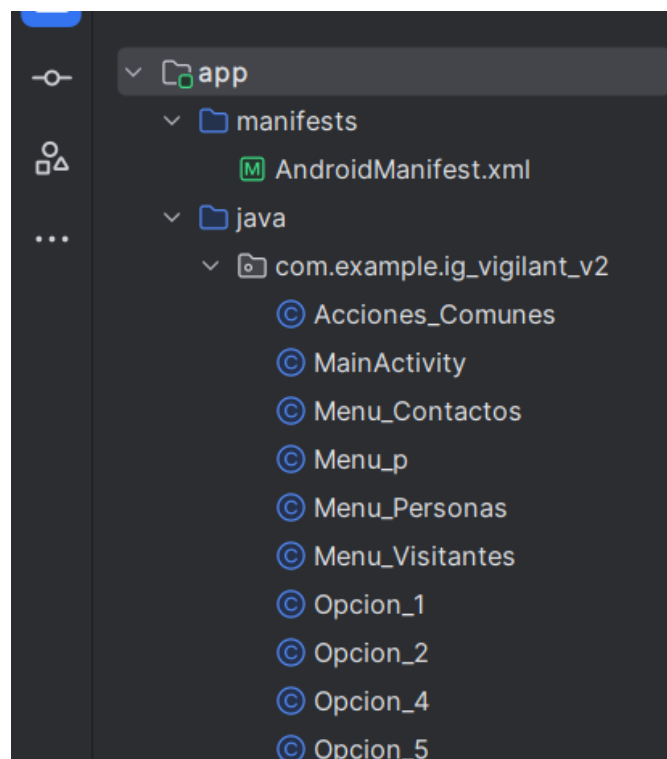 app
manifests
M AndroidManifest.xml
java
com.example.ig_vigilant_v2
C Acciones_Comunes
C MainActivity
C Menu_Contactos
C Menu_p
C Menu_Personas
C Menu_Visitantes
C Opcion_1
C Opcion_2
C Opcion_4
C Opcion_5